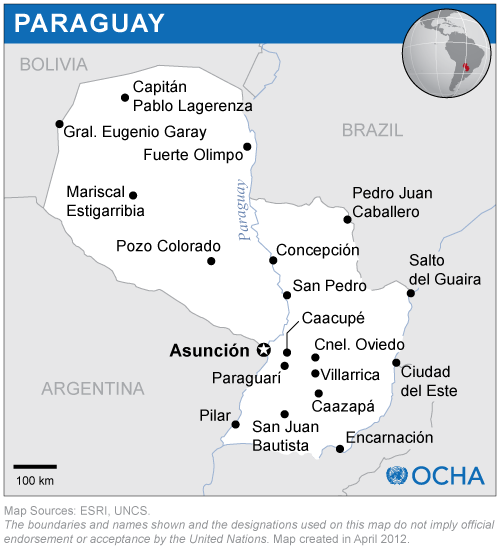 PARAGUAY
BOLIVIA
Capitán
Pablo Lagerenza
Gral. Eugenio Garay
BRAZIL
Fuerte Olimpo
Mariscal
Estigarribia
Paraguay
Pedro Juan
Caballero
Pozo Colorado
Concepción
Salto
del Guaira
San Pedro
Caacupé
Asunción
Cnel. Oviedo
Paraguarí
Villarrica
Ciudad
del Este
ARGENTINA
Caazapá
Pilar
San Juan
Bautista
Encarnación
100 km
OCHA
Map Sources: ESRI, UNCS.
The boundaries and names shown and the designations used on this map do not imply official
endorsement or acceptance by the United Nations. Map created in April 2012.